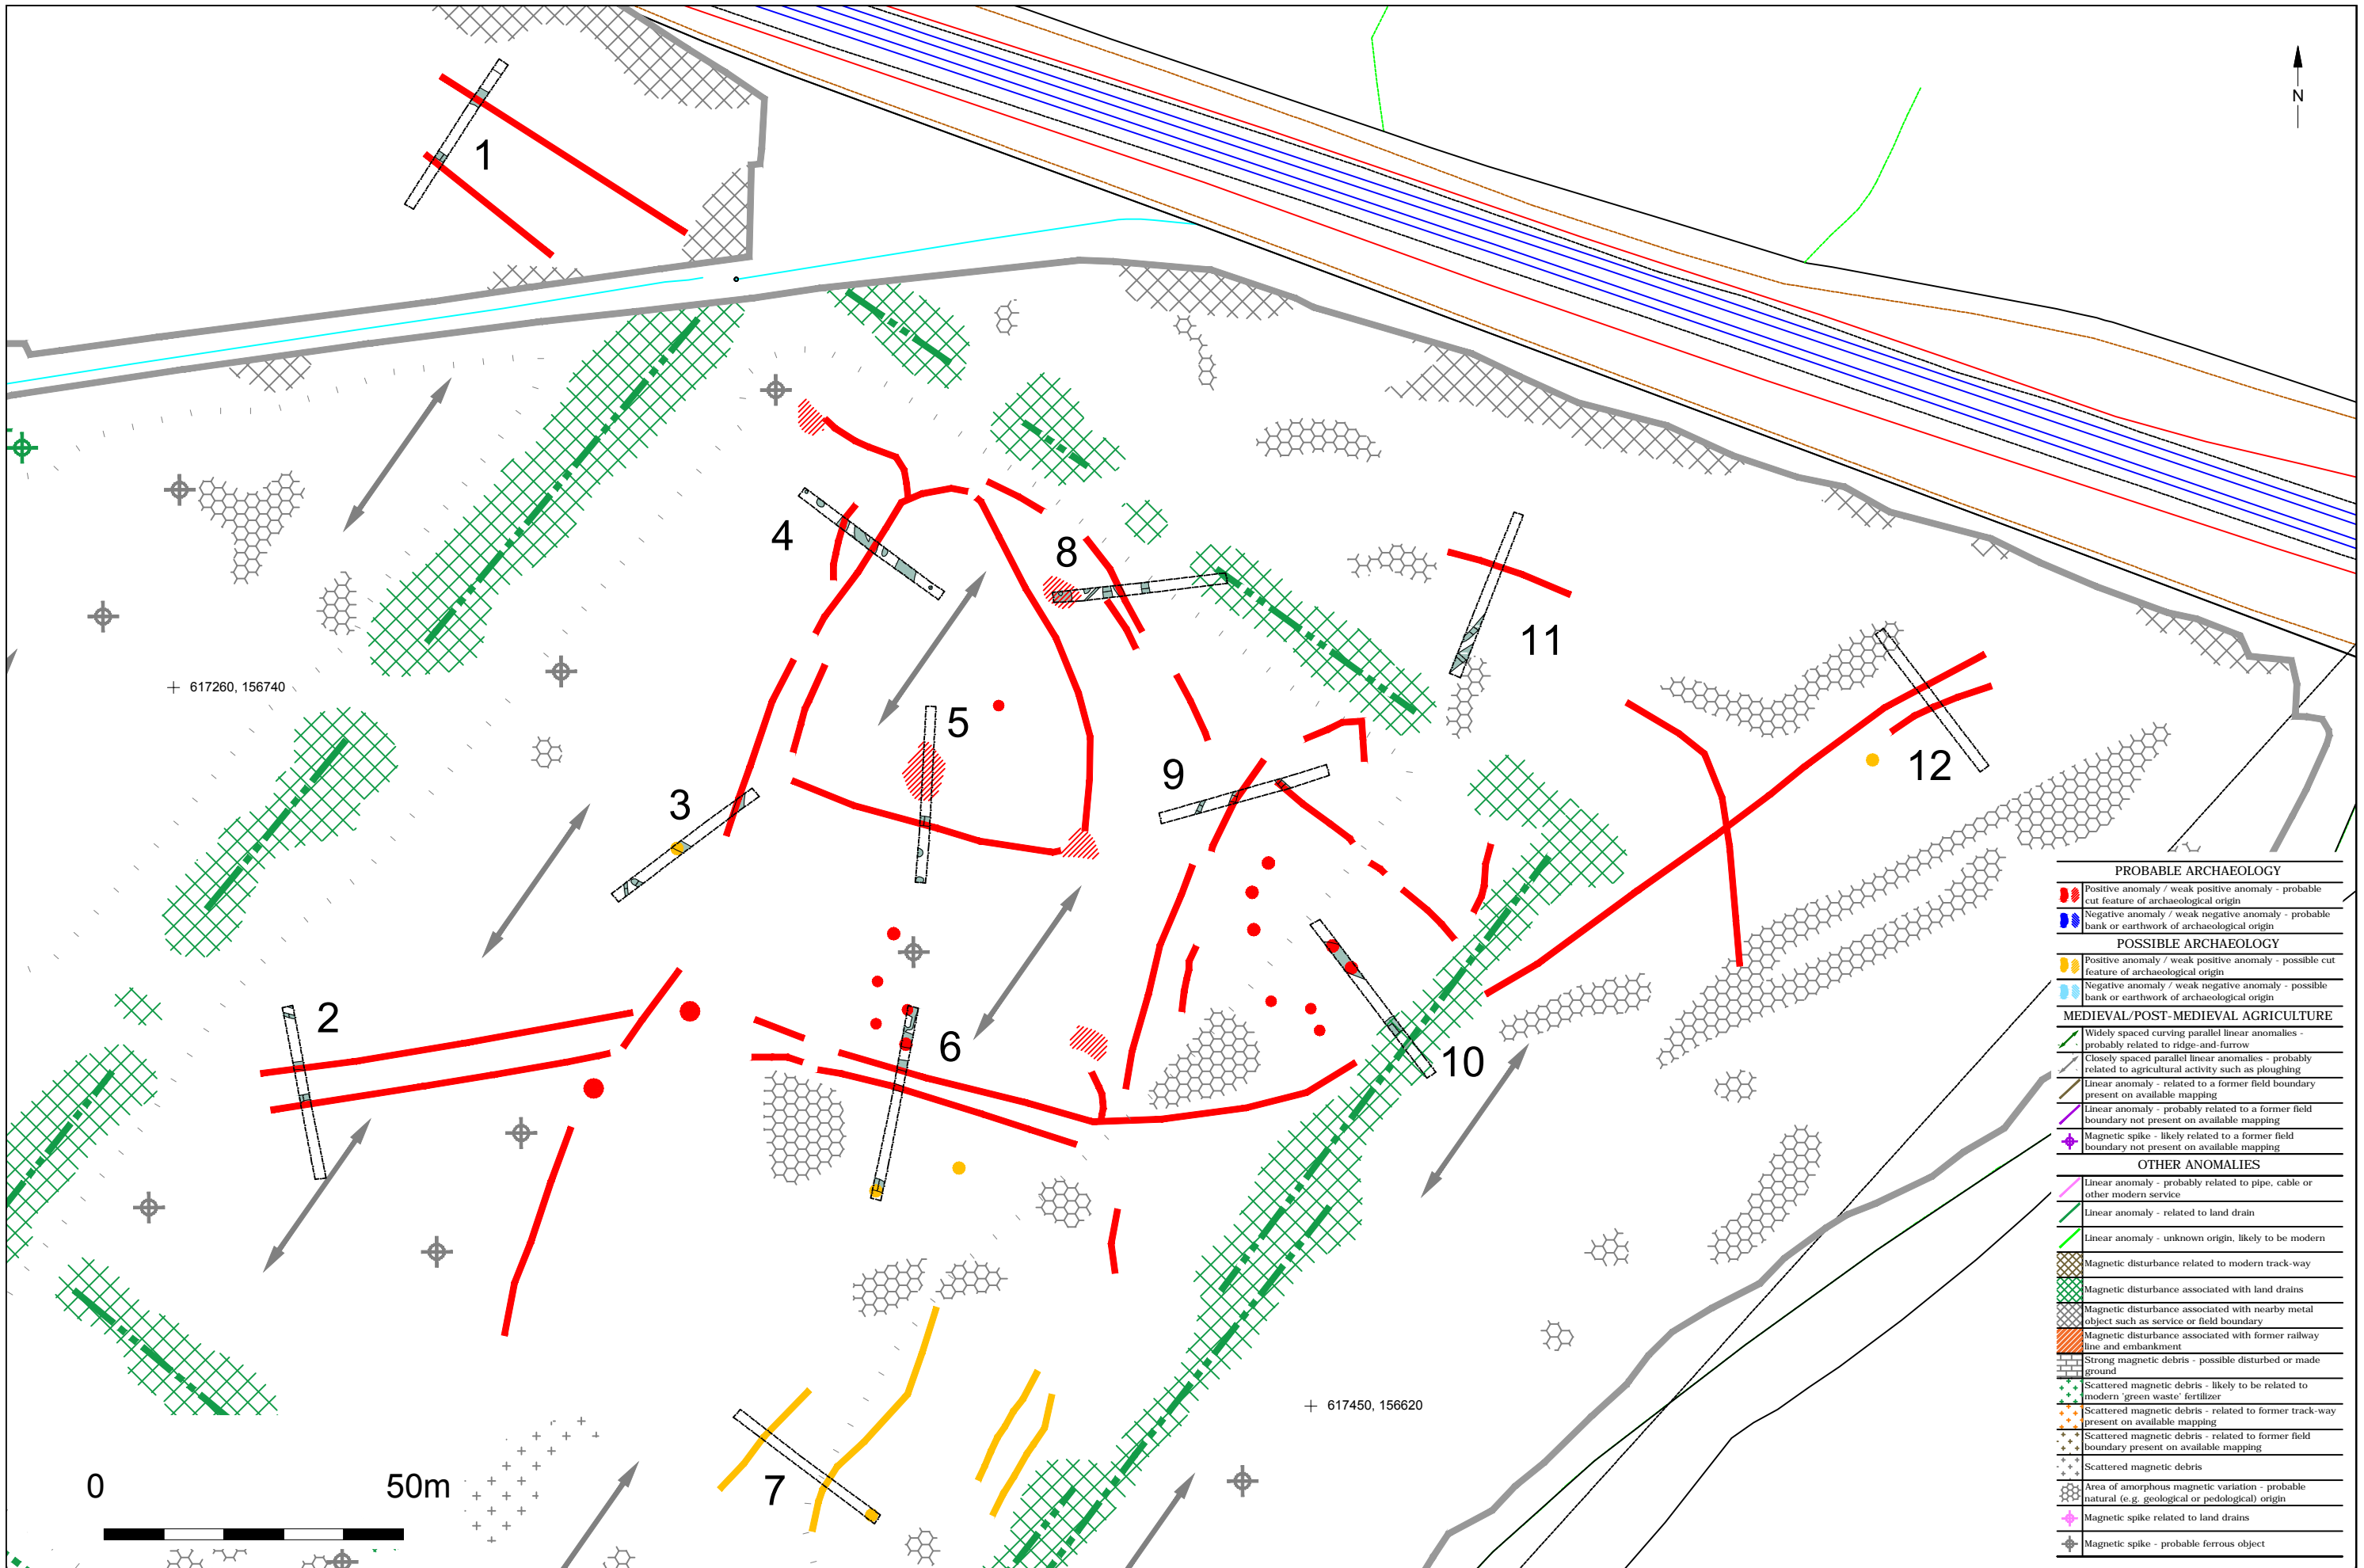 N
1
4
8
11
617260, 156740
5
12
9
3
2
6
10
617450, 156620
7
0 50m
PROBABLE ARCHAEOLOGY
Positive anomaly / weak positive anomaly - probable
cut feature of archaeological origin
Negative anomaly / weak negative anomaly - probable
bank or earthwork of archaeological origin
POSSIBLE ARCHAEOLOGY
Positive anomaly / weak positive anomaly - possible cut
feature of archaeological origin
Negative anomaly / weak negative anomaly - possible
bank or earthwork of archaeological origin
MEDIEVAL/POST-MEDIEVAL AGRICULTURE
Widely spaced curving parallel linear anomalies -
probably related to ridge-and-furrow
Closely spaced parallel linear anomalies - probably
related to agricultural activity such as ploughing
Linear anomaly - related to a former field boundary
present on available mapping
Linear anomaly - probably related to a former field
boundary not present on available mapping
Magnetic spike - likely related to a former field
boundary not present on available mapping
OTHER ANOMALIES
Linear anomaly - probably related to pipe, cable or
other modern service
Linear anomaly - related to land drain
Linear anomaly - unknown origin, likely to be modern
Magnetic disturbance related to modern track-way
Magnetic disturbance associated with land drains
Magnetic disturbance associated with nearby metal
object such as service or field boundary
Magnetic disturbance associated with former railway
line and embankment
Strong magnetic debris - possible disturbed or made
ground
Scattered magnetic debris - likely to be related to
modern 'green waste' fertilizer
Scattered magnetic debris - related to former track-way
present on available mapping
Scattered magnetic debris - related to former field
boundary present on available mapping
Scattered magnetic debris
Area of amorphous magnetic variation - probable
natural (e.g. geological or pedological) origin
Magnetic spike related to land drains
Magnetic spike - probable ferrous object